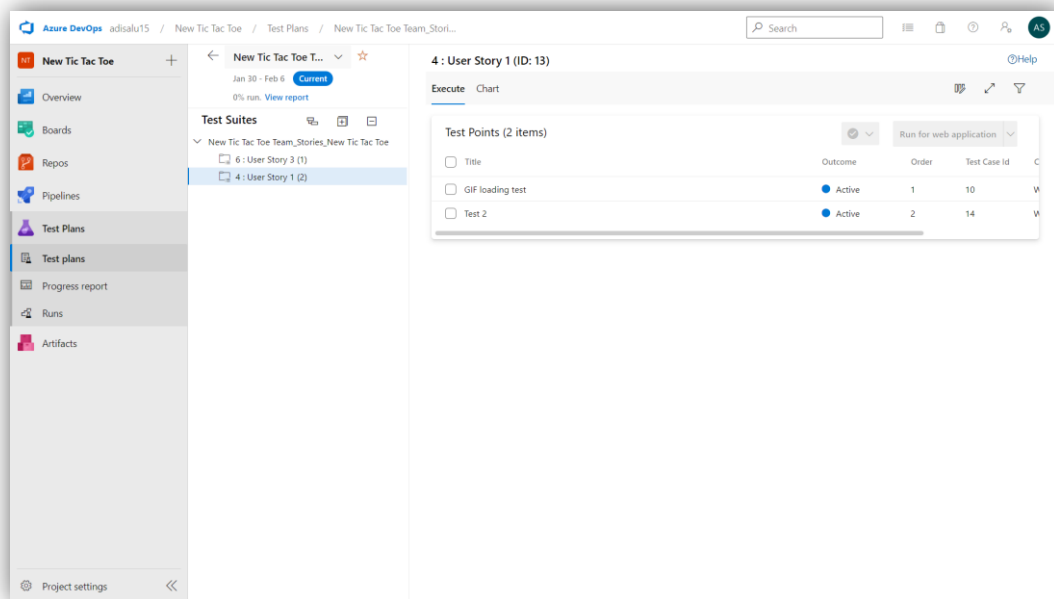 Azure DevOps adisalu15 / New Tic Tac Toe / Test Plans / New Tic Tac Toe Team_Stori... Search AS
NT New Tic Tac Toe
Overview
Boards
Repos
Pipelines
Test Plans
Test plans
Progress report
Runs
Artifacts
Project settings
New Tic Tac Toe T...
Jan 30 - Feb 6 Current
0% run. View report
Test Suites
New Tic Tac Toe Team_Stories_New Tic Tac Toe
6 : User Story 3 (1)
4 : User Story 1 (2)
4 : User Story 1 (ID: 13) Help
Execute Chart
Test Points (2 items) Run for web application
Title Outcome Order Test Case Id
GIF loading test Active 1 10
Test 2 Active 2 14